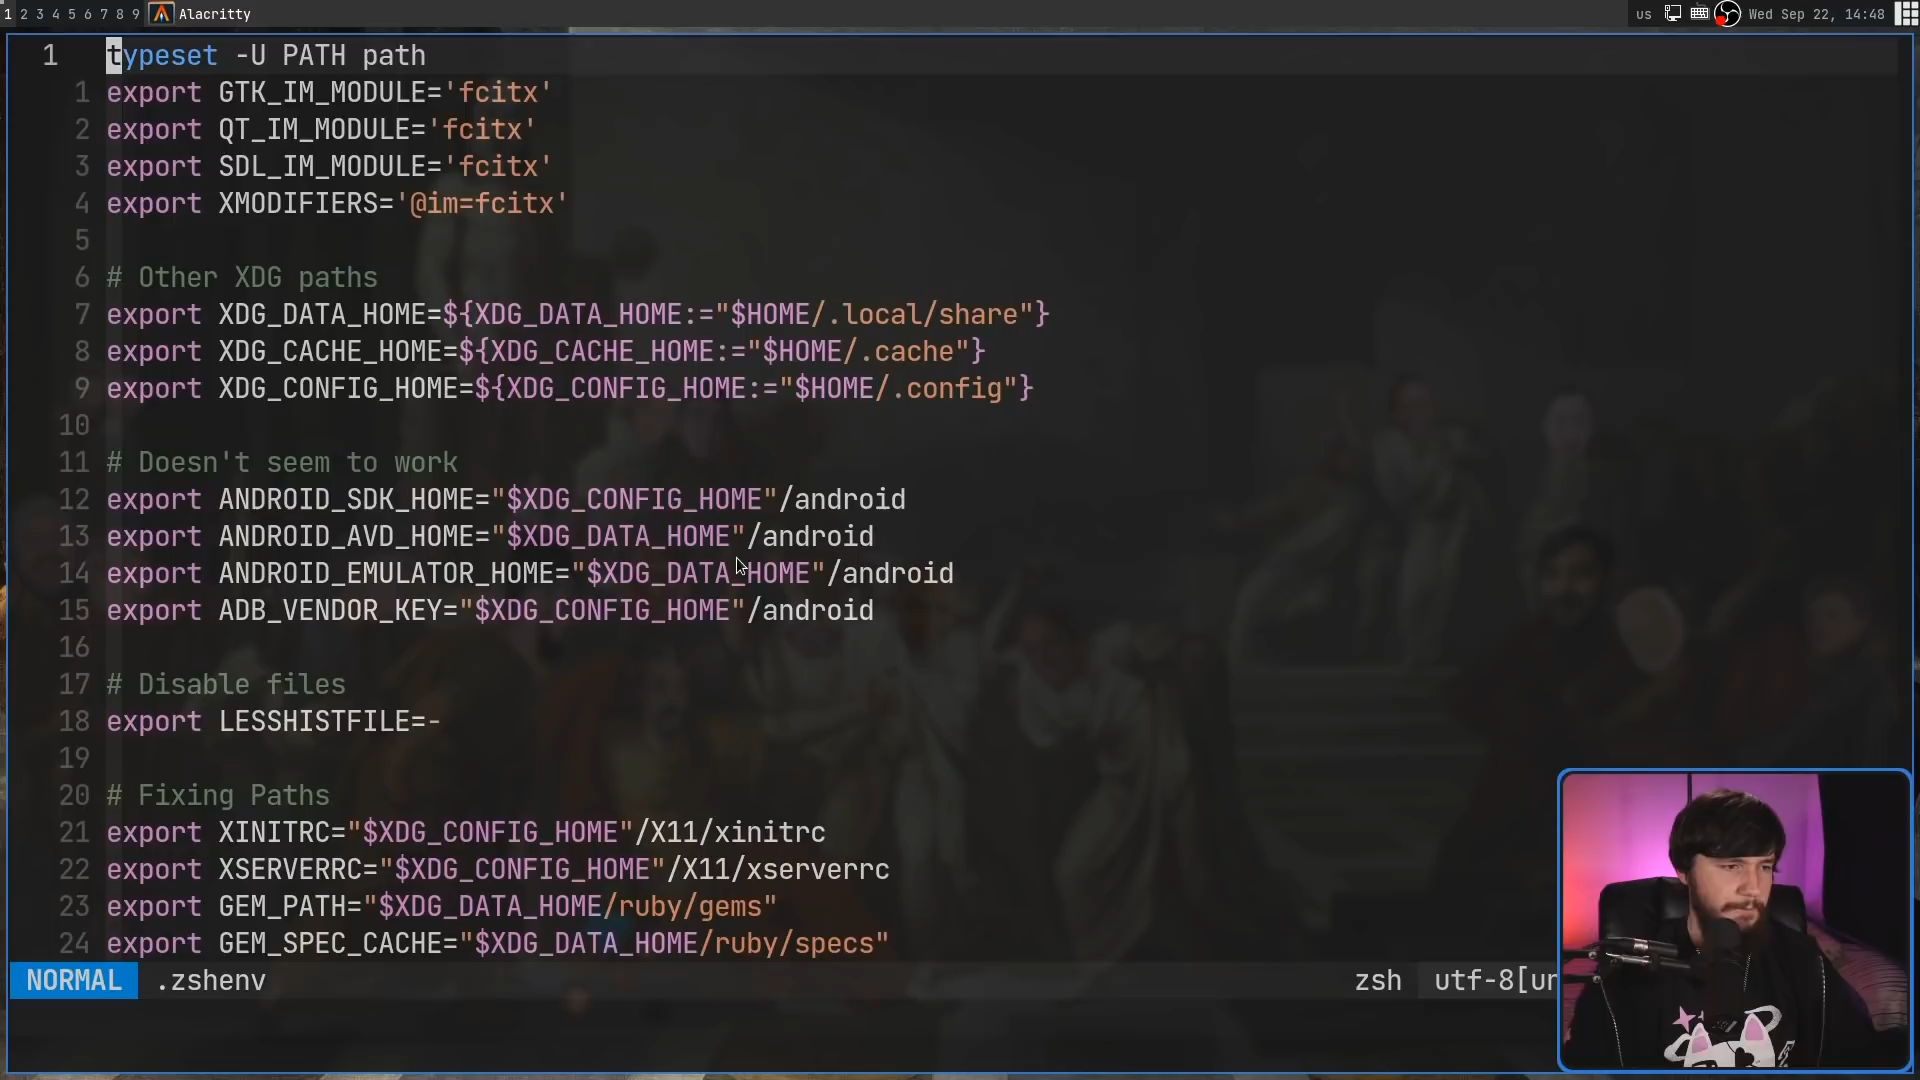 1 2 3 4 5 6 7 8 9 Alacritty us Wed Sep 22, 14:48
1 typeset -U PATH path
1 export GTK_IM_MODULE='fcitx'
2 export QT_IM_MODULE='fcitx'
3 export SDL_IM_MODULE='fcitx'
4 export XMODIFIERS='@im=fcitx'
5
6 # Other XDG paths
7 export XDG_DATA_HOME=${XDG_DATA_HOME:="$HOME/.local/share"}
8 export XDG_CACHE_HOME=${XDG_CACHE_HOME:="$HOME/.cache"}
9 export XDG_CONFIG_HOME=${XDG_CONFIG_HOME:="$HOME/.config"}
10
11 # Doesn't seem to work
12 export ANDROID_SDK_HOME="$XDG_CONFIG_HOME"/android
13 export ANDROID_AVD_HOME="$XDG_DATA_HOME"/android
14 export ANDROID_EMULATOR_HOME="$XDG_DATA_HOME"/android
15 export ADB_VENDOR_KEY="$XDG_CONFIG_HOME"/android
16
17 # Disable files
18 export LESSHISTFILE=-
19
20 # Fixing Paths
21 export XINITRC="$XDG_CONFIG_HOME"/X11/xinitrc
22 export XSERVERRC="$XDG_CONFIG_HOME"/X11/xserverrc
23 export GEM_PATH="$XDG_DATA_HOME/ruby/gems"
24 export GEM_SPEC_CACHE="$XDG_DATA_HOME/ruby/specs"
NORMAL .zshenv zsh utf-8[un